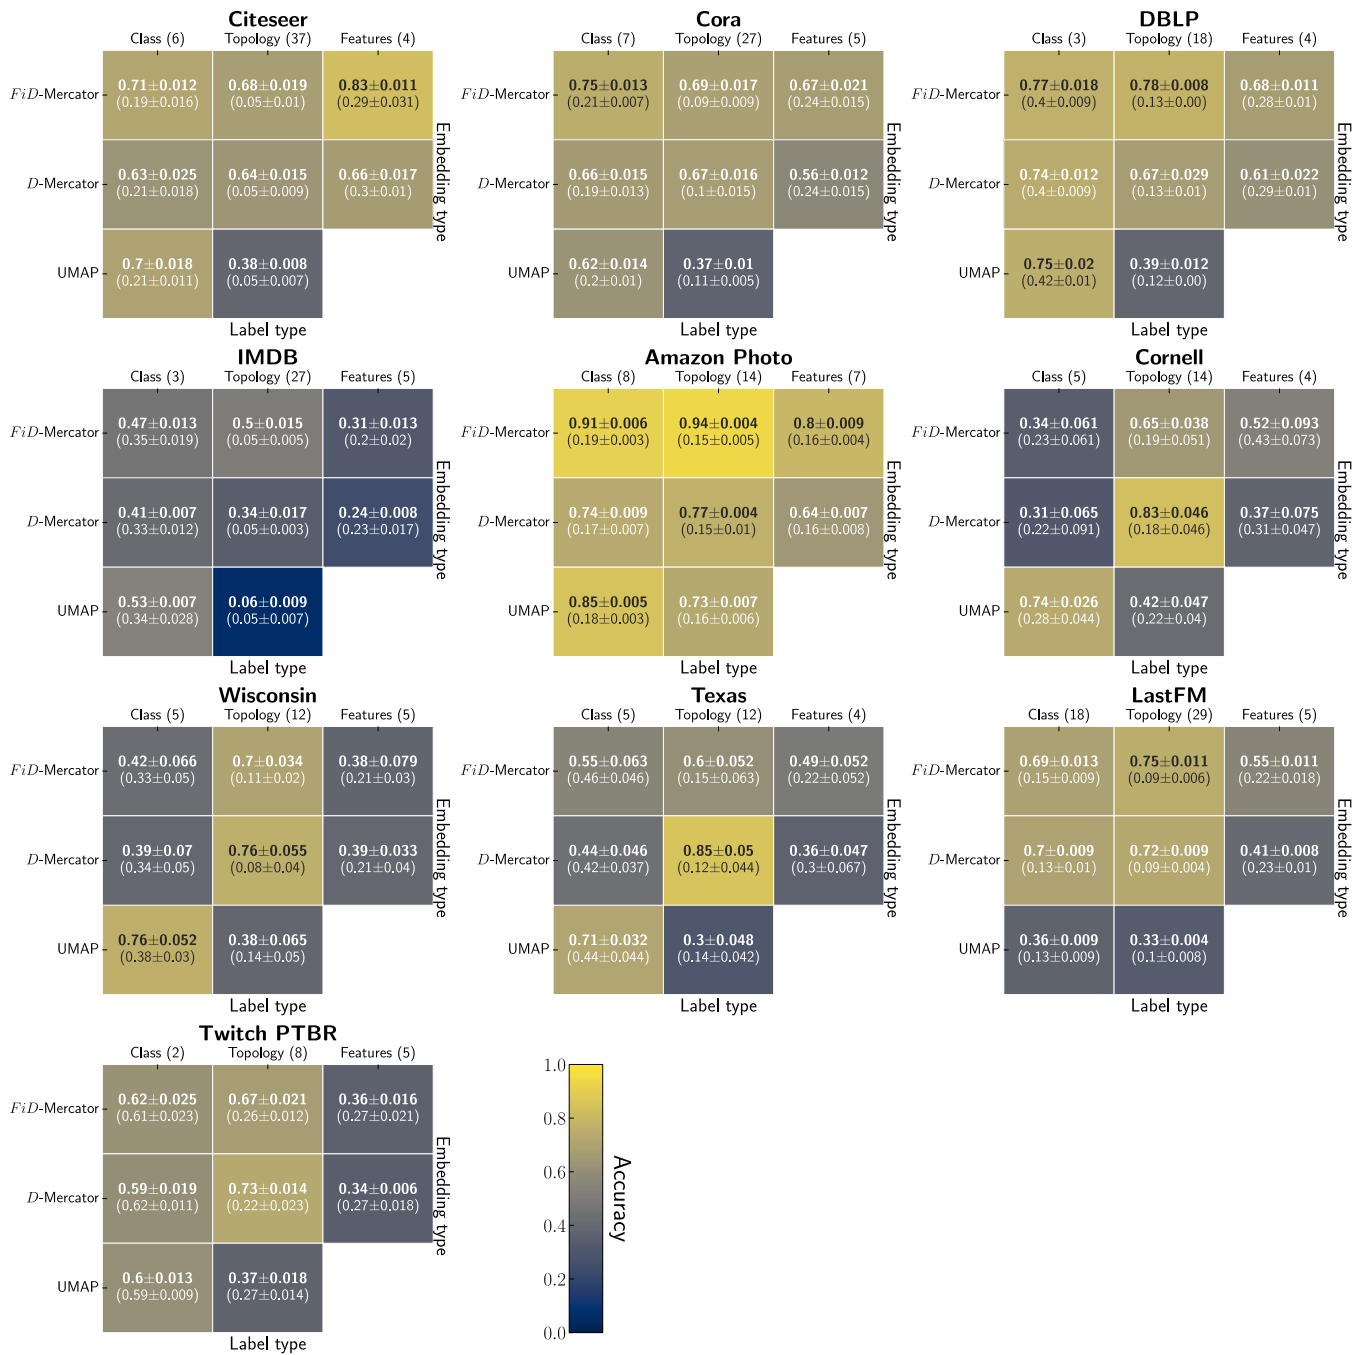 Citeseer
Class (6) Topology (37) Features (4)
FiD-Mercator 0.71±0.012 0.68±0.019 0.83±0.011
(0.19±0.016) (0.05±0.01) (0.29±0.031)
D-Mercator 0.63±0.025 0.64±0.015 0.66±0.017
(0.21±0.018) (0.05±0.009) (0.3±0.01)
UMAP 0.7±0.018 0.38±0.008
(0.21±0.011) (0.05±0.007)
Embedding type
Label type
Cora
Class (7) Topology (27) Features (5)
FiD-Mercator 0.75±0.013 0.69±0.017 0.67±0.021
(0.21±0.007) (0.09±0.009) (0.24±0.015)
D-Mercator 0.66±0.015 0.67±0.016 0.56±0.012
(0.19±0.013) (0.1±0.015) (0.24±0.015)
UMAP 0.62±0.014 0.37±0.01
(0.2±0.01) (0.11±0.005)
Embedding type
Label type
DBLP
Class (3) Topology (18) Features (4)
FiD-Mercator 0.77±0.018 0.78±0.008 0.68±0.011
(0.4±0.009) (0.13±0.00) (0.28±0.01)
D-Mercator 0.74±0.012 0.67±0.029 0.61±0.022
(0.4±0.009) (0.13±0.01) (0.29±0.01)
UMAP 0.75±0.02 0.39±0.012
(0.42±0.01) (0.12±0.00)
Embedding type
Label type
IMDB
Class (3) Topology (27) Features (5)
FiD-Mercator 0.47±0.013 0.5±0.015 0.31±0.013
(0.35±0.019) (0.05±0.005) (0.2±0.02)
D-Mercator 0.41±0.007 0.34±0.017 0.24±0.008
(0.33±0.012) (0.05±0.003) (0.23±0.017)
UMAP 0.53±0.007 0.06±0.009
(0.34±0.028) (0.05±0.007)
Embedding type
Label type
Amazon Photo
Class (8) Topology (14) Features (7)
FiD-Mercator 0.91±0.006 0.94±0.004 0.8±0.009
(0.19±0.003) (0.15±0.005) (0.16±0.004)
D-Mercator 0.74±0.009 0.77±0.004 0.64±0.007
(0.17±0.007) (0.15±0.01) (0.16±0.008)
UMAP 0.85±0.005 0.73±0.007
(0.18±0.003) (0.16±0.006)
Embedding type
Label type
Cornell
Class (5) Topology (14) Features (4)
FiD-Mercator 0.34±0.061 0.65±0.038 0.52±0.093
(0.23±0.061) (0.19±0.051) (0.43±0.073)
D-Mercator 0.31±0.065 0.83±0.046 0.37±0.075
(0.22±0.091) (0.18±0.046) (0.31±0.047)
UMAP 0.74±0.026 0.42±0.047
(0.28±0.044) (0.22±0.04)
Embedding type
Label type
Wisconsin
Class (5) Topology (12) Features (5)
FiD-Mercator 0.42±0.066 0.7±0.034 0.38±0.079
(0.33±0.05) (0.11±0.02) (0.21±0.03)
D-Mercator 0.39±0.07 0.76±0.055 0.39±0.033
(0.34±0.05) (0.08±0.04) (0.21±0.04)
UMAP 0.76±0.052 0.38±0.065
(0.38±0.03) (0.14±0.05)
Embedding type
Label type
Texas
Class (5) Topology (12) Features (4)
FiD-Mercator 0.55±0.063 0.6±0.052 0.49±0.052
(0.46±0.046) (0.15±0.063) (0.22±0.052)
D-Mercator 0.44±0.046 0.85±0.05 0.36±0.047
(0.42±0.037) (0.12±0.044) (0.3±0.067)
UMAP 0.71±0.032 0.3±0.048
(0.44±0.044) (0.14±0.042)
Embedding type
Label type
LastFM
Class (18) Topology (29) Features (5)
FiD-Mercator 0.69±0.013 0.75±0.011 0.55±0.011
(0.15±0.009) (0.09±0.006) (0.22±0.018)
D-Mercator 0.7±0.009 0.72±0.009 0.41±0.008
(0.13±0.01) (0.09±0.004) (0.23±0.01)
UMAP 0.36±0.009 0.33±0.004
(0.13±0.009) (0.1±0.008)
Embedding type
Label type
Twitch PTBR
Class (2) Topology (8) Features (5)
FiD-Mercator 0.62±0.025 0.67±0.021 0.36±0.016
(0.61±0.023) (0.26±0.012) (0.27±0.021)
D-Mercator 0.59±0.019 0.73±0.014 0.34±0.006
(0.62±0.011) (0.22±0.023) (0.27±0.018)
UMAP 0.6±0.013 0.37±0.018
(0.59±0.009) (0.27±0.014)
Embedding type
Label type
1.0
0.8
0.6
0.4
0.2
0.0
Accuracy